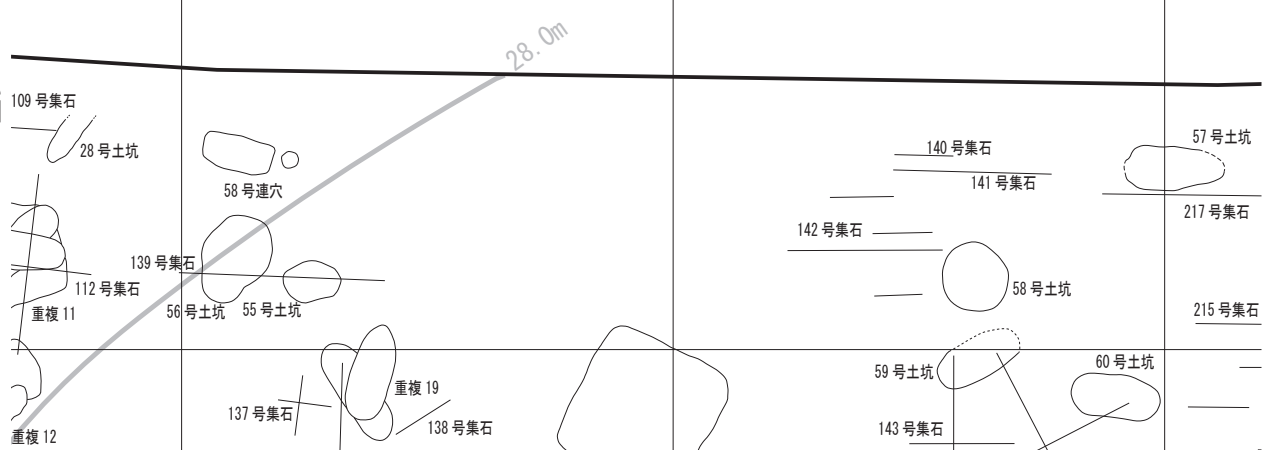 28.0m
109 号集石
28 号土坑
58 号連穴
140 号集石
141 号集石
57 号土坑
217 号集石
142 号集石
139 号集石
112 号集石
重複 11
56 号土坑
55 号土坑
58 号土坑
215 号集石
59 号土坑
60 号土坑
重複 19
137 号集石
138 号集石
143 号集石
重複 12